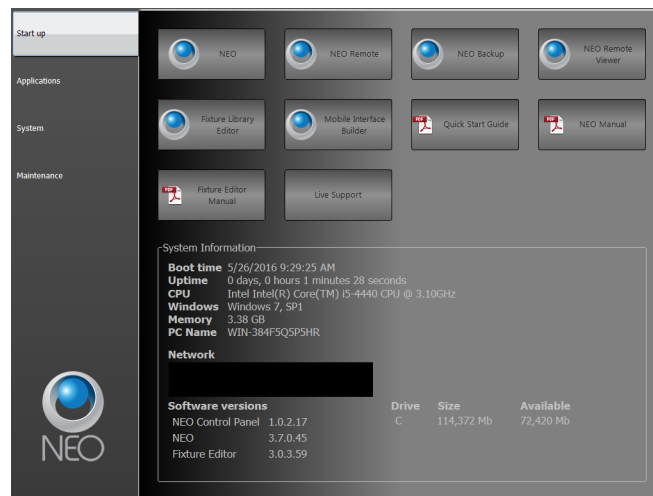 Start up
Applications
System
Maintenance
NEO
NEO
NEO Remote
NEO Backup
NEO Remote
Viewer
Fixture Library
Editor
Mobile Interface
Builder
PDF
Quick Start Guide
PDF
NEO Manual
PDF
Fixture Editor
Manual
Live Support
System Information
Boot time 5/26/2016 9:29:25 AM
Uptime 0 days, 0 hours 1 minutes 28 seconds
CPU Intel Intel(R) Core(TM) i5-4440 CPU @ 3.10GHz
Windows Windows 7, SP1
Memory 3.38 GB
PC Name WIN-384F5Q5P5HR
Network
Software versions Drive Size Available
NEO Control Panel 1.0.2.17 C 114,372 Mb 72,420 Mb
NEO 3.7.0.45
Fixture Editor 3.0.3.59